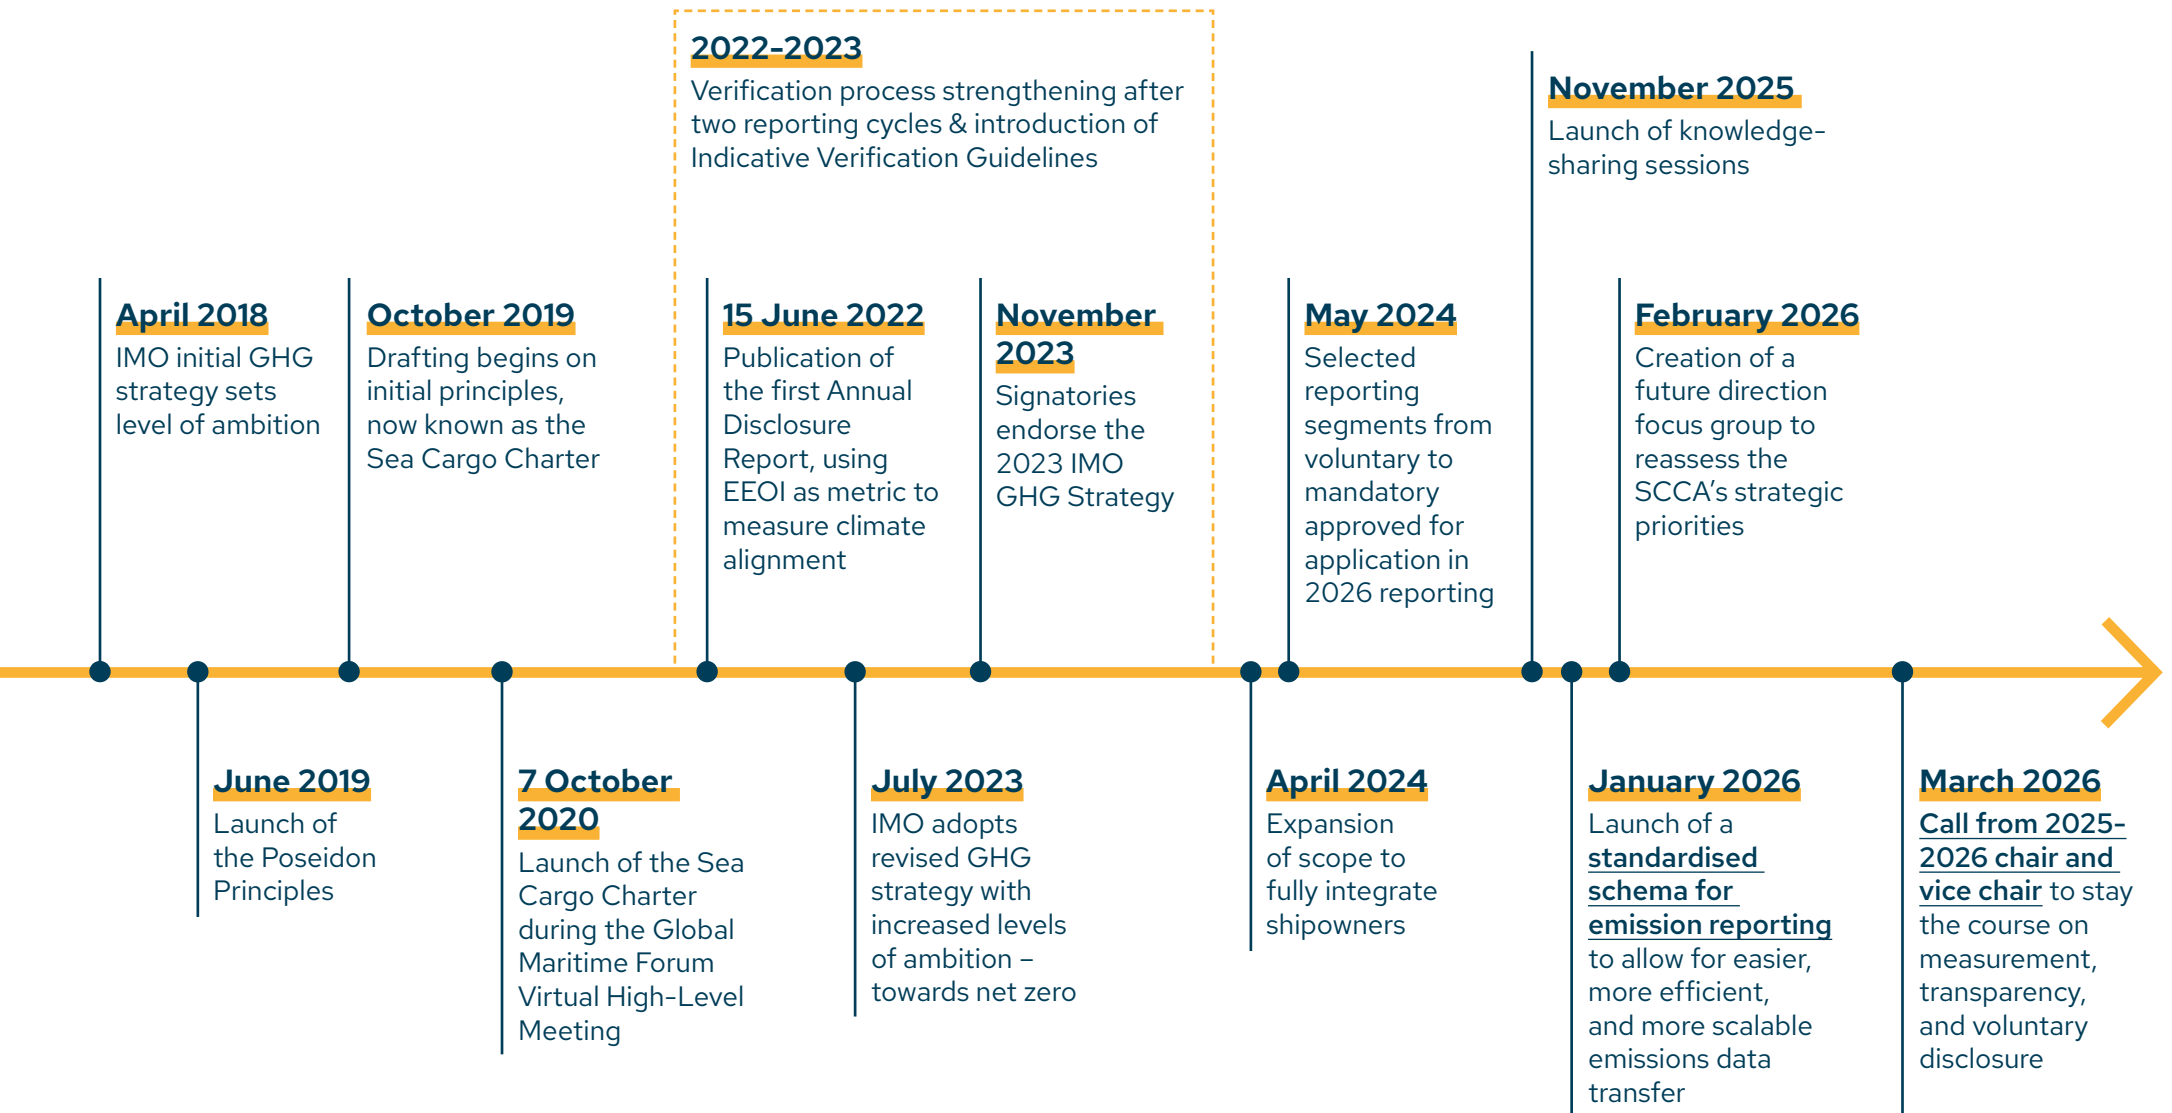 2022-2023
Verification process strengthening after
two reporting cycles & introduction of
Indicative Verification Guidelines
November 2025
Launch of knowledge-
sharing sessions
April 2018
IMO initial GHG
strategy sets
level of ambition
October 2019
Drafting begins on
initial principles,
now known as the
Sea Cargo Charter
15 June 2022
Publication of
the first Annual
Disclosure
Report, using
EEOI as metric to
measure climate
alignment
November
2023
Signatories
endorse the
2023 IMO
GHG Strategy
May 2024
Selected
reporting
segments from
voluntary to
mandatory
approved for
application in
2026 reporting
February 2026
Creation of a
future direction
focus group to
reassess the
SCCA's strategic
priorities
June 2019
Launch of
the Poseidon
Principles
7 October
2020
Launch of the Sea
Cargo Charter
during the Global
Maritime Forum
Virtual High-Level
Meeting
July 2023
IMO adopts
revised GHG
strategy with
increased levels
of ambition –
towards net zero
April 2024
Expansion
of scope to
fully integrate
shipowners
January 2026
Launch of a
standardised
schema for
emission reporting
to allow for easier,
more efficient,
and more scalable
emissions data
transfer
March 2026
Call from 2025-
2026 chair and
vice chair to stay
the course on
measurement,
transparency,
and voluntary
disclosure